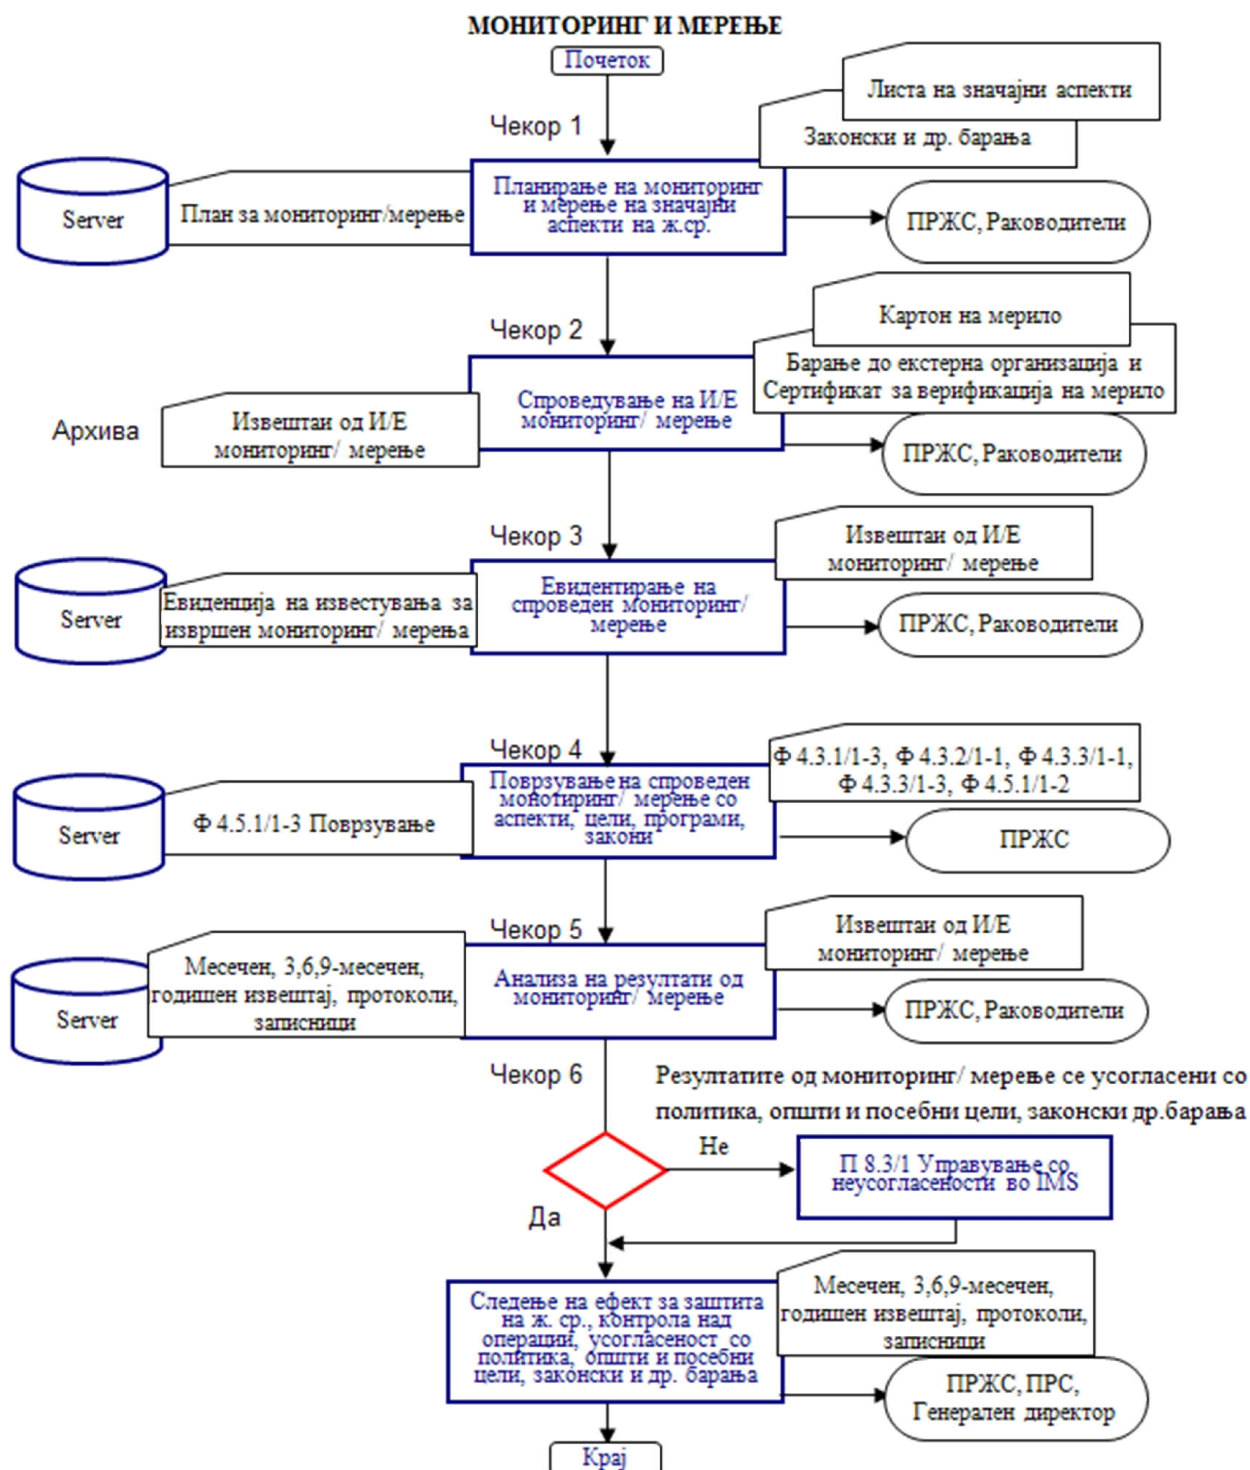 МОНИТОРИНГ И МЕРЕЊЕ
Почеток
Листа на значајни аспекти
Чекор 1
Законски и др. барања
Server
План за мониторинг/мерење
Планирање на мониторинг
и мерење на значајни
аспекти на ж.ср.
ПРЖС, Раководители
Чекор 2
Картон на мерило
Барање до екстерна организација и
Сертификат за верификација на мерило
Архива
Извештаи од И/Е
мониторинг/ мерење
Спроведување на И/Е
мониторинг/ мерење
ПРЖС, Раководители
Чекор 3
Извештаи од И/Е
мониторинг/ мерење
Server
Евиденција на известувања за
извршен мониторинг/ мерења
Евидентирање на
спроведен мониторинг/
мерење
ПРЖС, Раководители
Чекор 4
Ф 4.3.1/1-3, Ф 4.3.2/1-1, Ф 4.3.3/1-1,
Ф 4.3.3/1-3, Ф 4.5.1/1-2
Server
Ф 4.5.1/1-3 Поврзување
Поврзување на спроведен
монотиринг/ мерење со
аспекти, цели, програми,
закони
ПРЖС
Чекор 5
Извештаи од И/Е
мониторинг/ мерење
Server
Месечен, 3,6,9-месечен,
годишен извештај, протоколи,
записници
Анализа на резултати од
мониторинг/ мерење
ПРЖС, Раководители
Чекор 6
Резултатите од мониторинг/ мерење се усогласени со
политика, општи и посебни цели, законски др.барања
Не
П 8.3/1 Управување со
неусогласености во IMS
Да
Следење на ефект за заштита
на ж. ср., контрола над
операции, усогласеност со
политика, општи и посебни
цели, законски и др. барања
Месечен, 3,6,9-месечен,
годишен извештај, протоколи,
записници
ПРЖС, ПРС,
Генерален директор
Крај